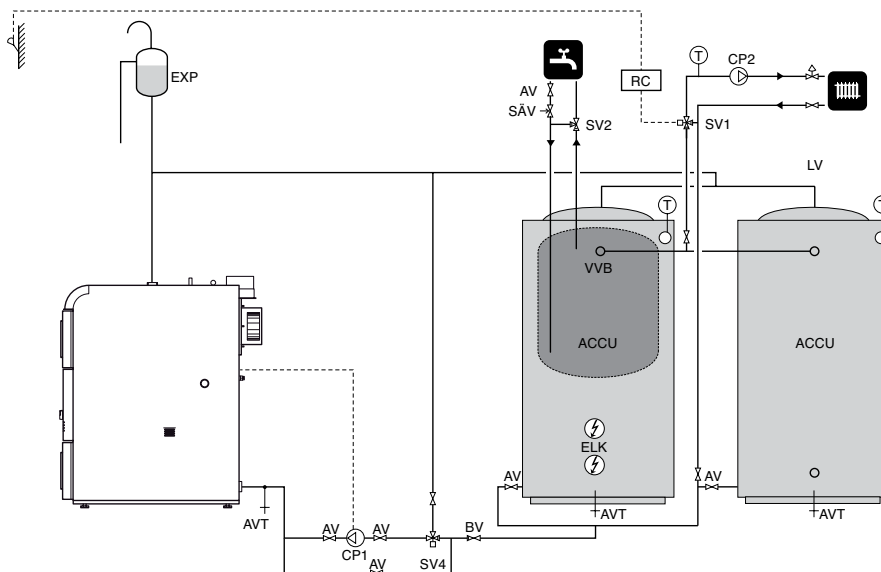 EXP
AV
SÄV
SV2
RC
T
CP2
SV1
LV
T
T
VVB
ACCU
ACCU
ELK
AV
AV
AVT
AVT
AVT
AV
AV
BV
CP1
SV4
AV